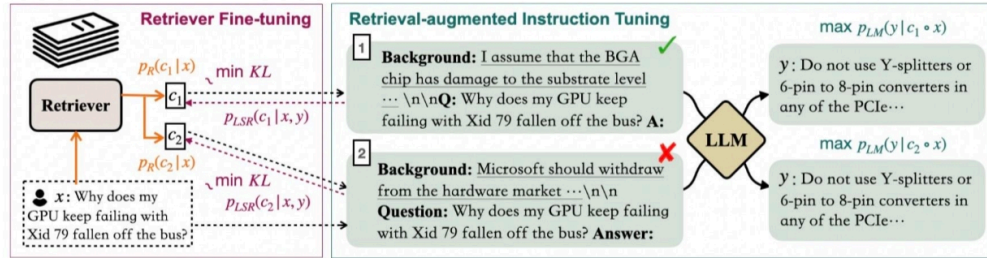 Retriever Fine-tuning
Retriever
p_R(c_1|x)
min KL
c_1
p_LSR(c_1|x, y)
c_2
p_R(c_2|x)
min KL
p_LSR(c_2|x, y)
x: Why does my
GPU keep failing with
Xid 79 fallen off the bus?
Retrieval-augmented Instruction Tuning
1
Background: I assume that the BGA
chip has damage to the substrate level
⋯ \n\nQ: Why does my GPU keep
failing with Xid 79 fallen off the bus? A:
2
Background: Microsoft should withdraw
from the hardware market ⋯\n\n
Question: Why does my GPU keep failing
with Xid 79 fallen off the bus? Answer:
LLM
max p_LM(y|c_1 ∘ x)
y: Do not use Y-splitters or
6-pin to 8-pin converters in
any of the PCIe⋯
max p_LM(y|c_2 ∘ x)
y: Do not use Y-splitters or
6-pin to 8-pin converters in
any of the PCIe⋯